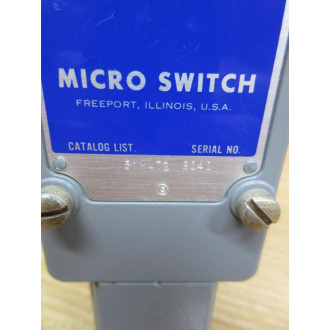 MICRO SWITCH
FREEPORT, ILLINOIS, U.S.A.
CATALOG LIST. SERIAL NO.